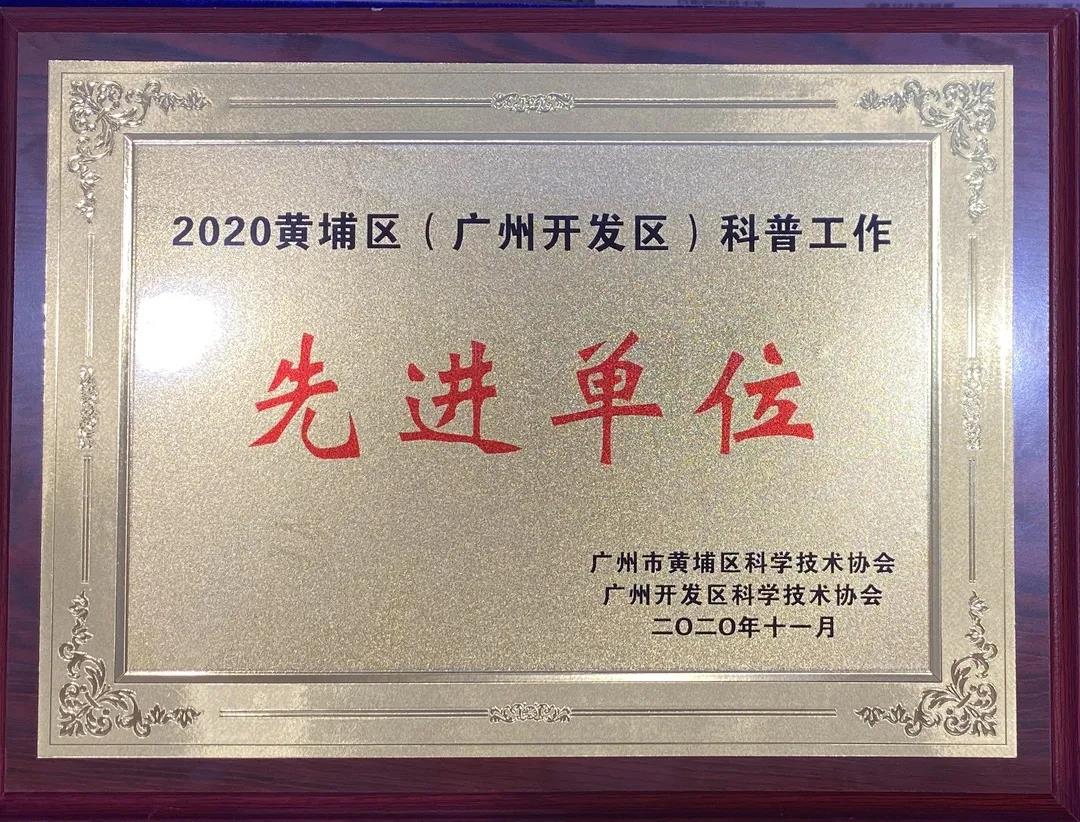 2020黄埔区（广州开发区）科普工作
先进单位
广州市黄埔区科学技术协会
广州开发区科学技术协会
二〇二〇年十一月